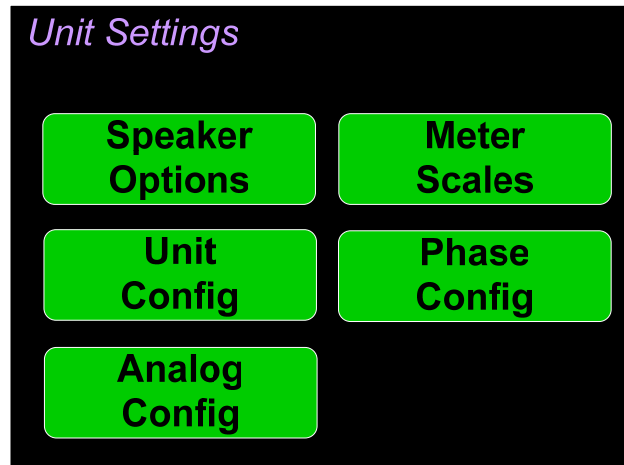 Unit Settings
Speaker
Options
Meter
Scales
Unit
Config
Phase
Config
Analog
Config